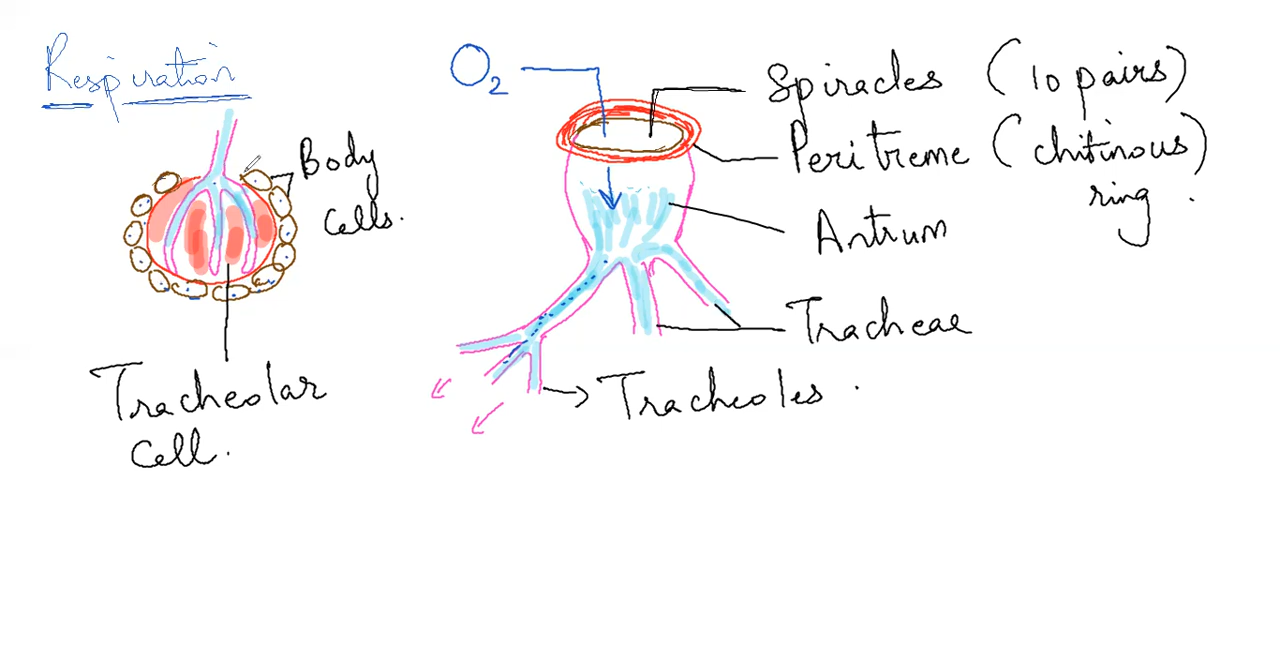 Respiration
O2
Spiracles (10 pairs)
Peritreme (chitinous)
ring.
Body
Cells.
Antrum
Tracheae
Tracheoles.
Tracheolar
Cell.